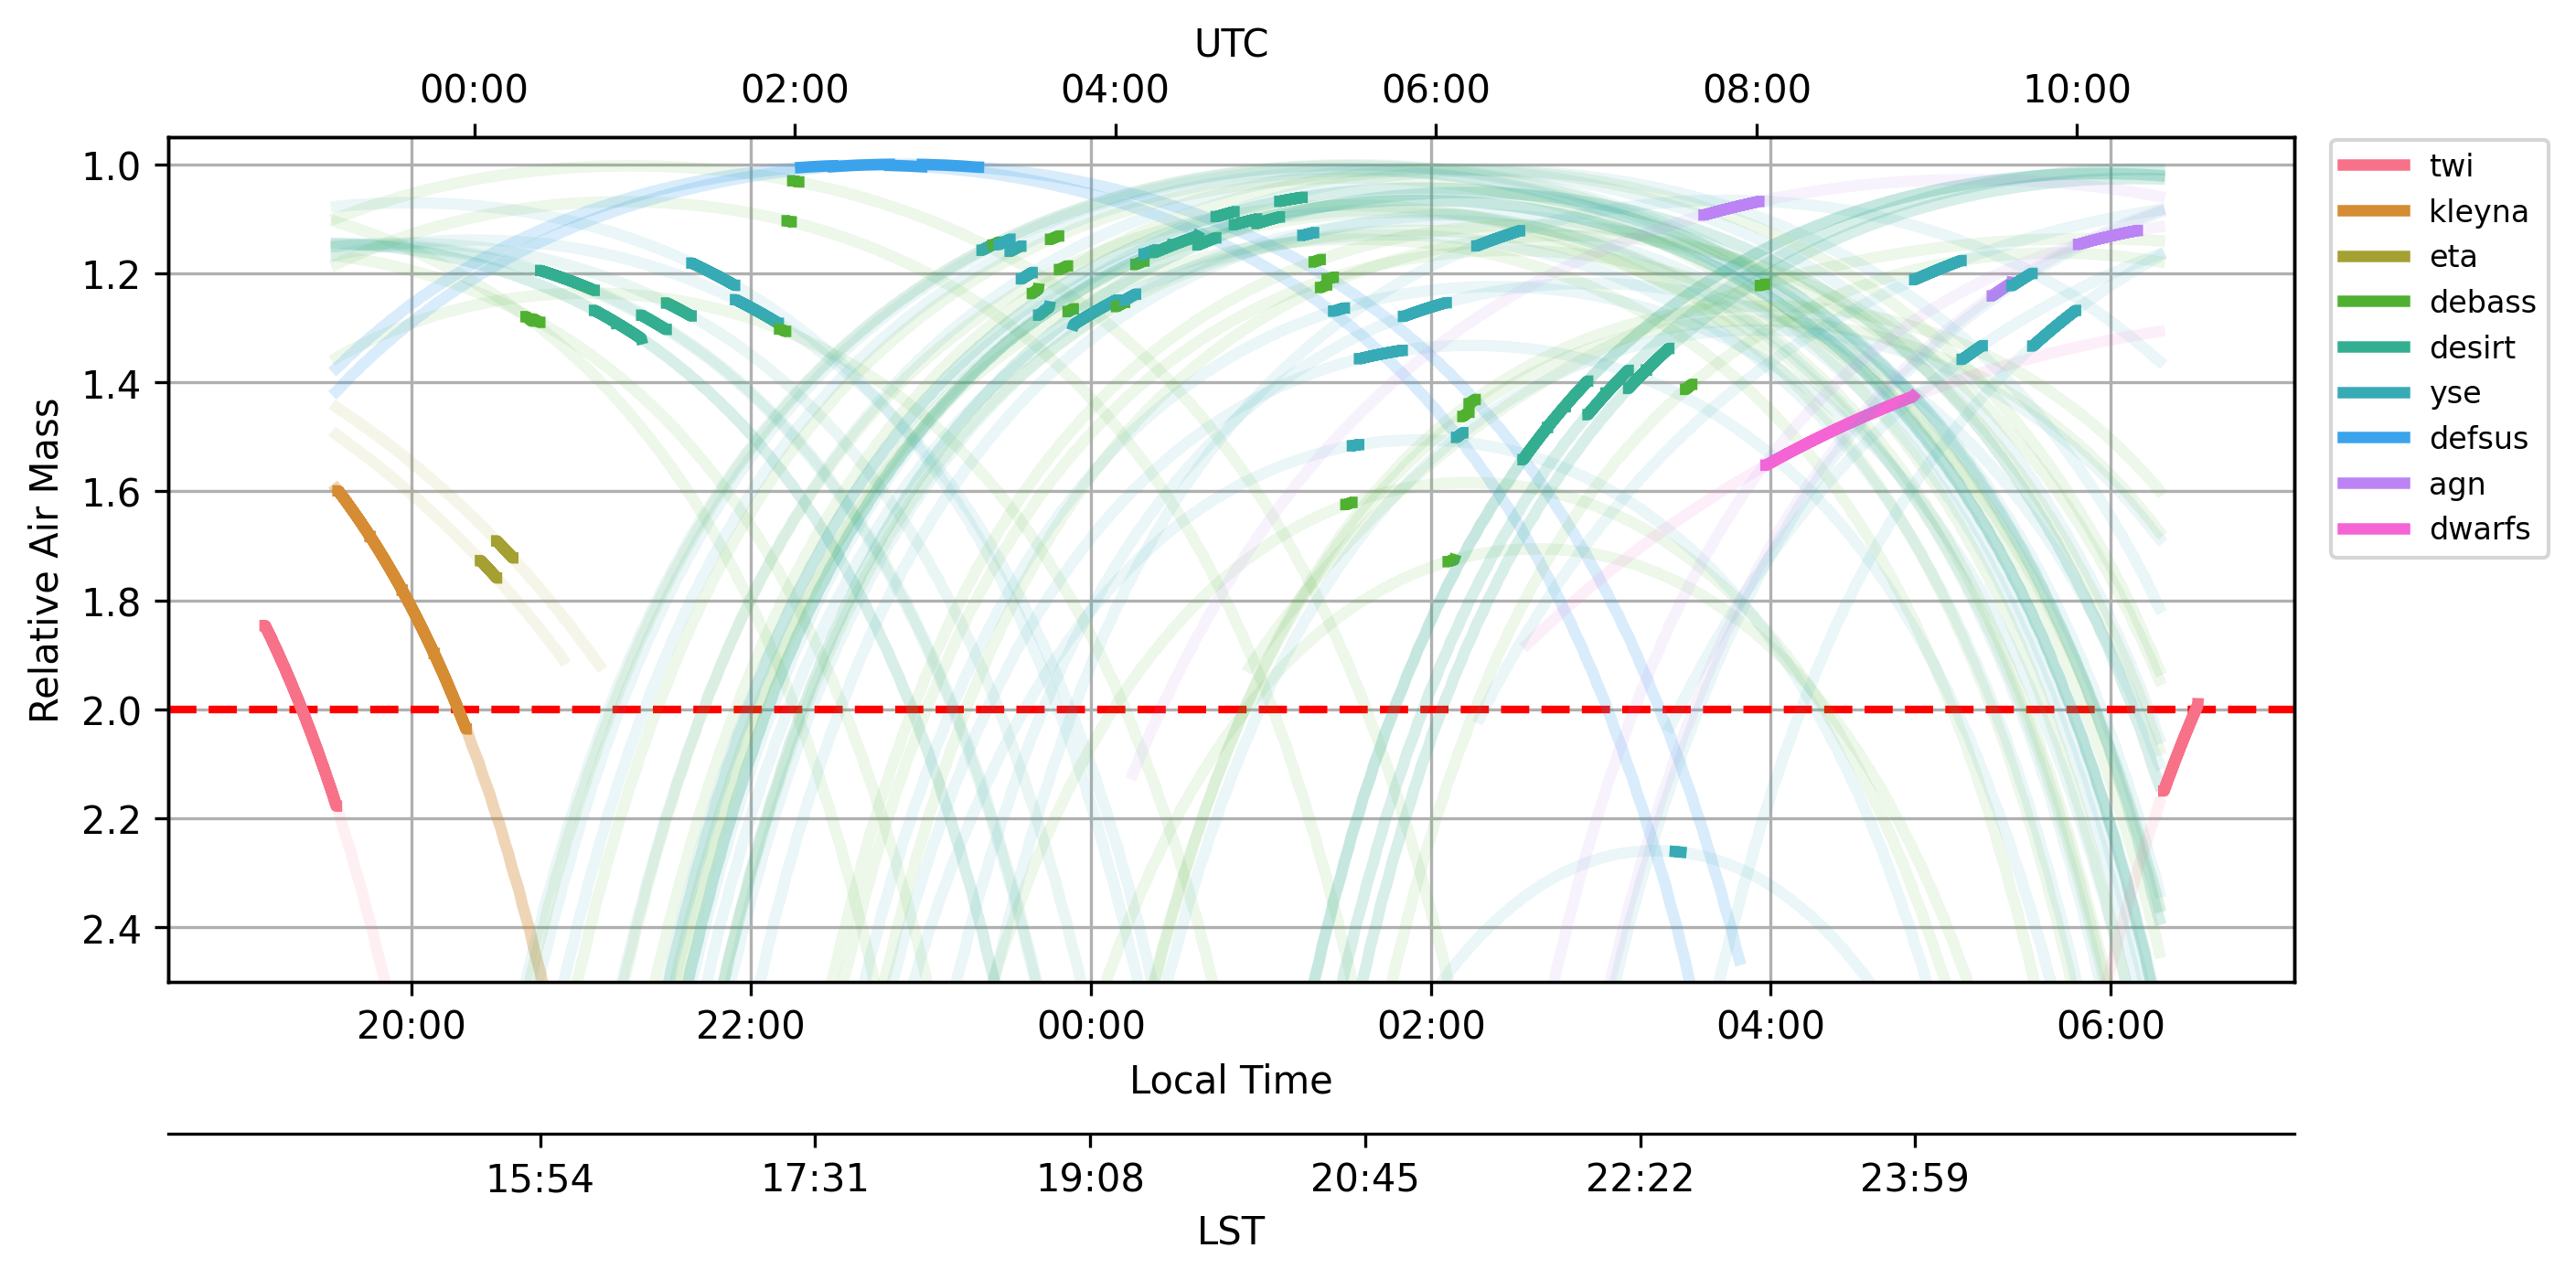 UTC
00:00 02:00 04:00 06:00 08:00 10:00
Relative Air Mass
1.0
1.2
1.4
1.6
1.8
2.0
2.2
2.4
twi
kleyna
eta
debass
desirt
yse
defsus
agn
dwarfs
20:00 22:00 00:00 02:00 04:00 06:00
Local Time
15:54 17:31 19:08 20:45 22:22 23:59
LST